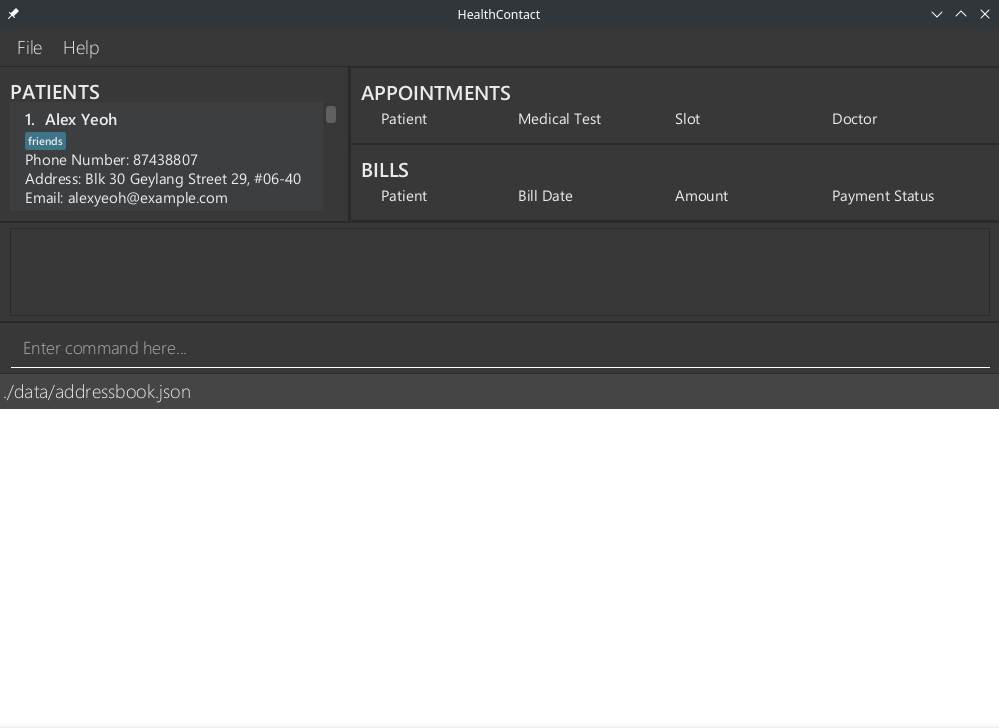 HealthContact
File Help
PATIENTS
1. Alex Yeoh
friends
Phone Number: 87438807
Address: Blk 30 Geylang Street 29, #06-40
Email: alexyeoh@example.com
APPOINTMENTS
Patient Medical Test Slot Doctor
BILLS
Patient Bill Date Amount Payment Status
Enter command here...
./data/addressbook.json